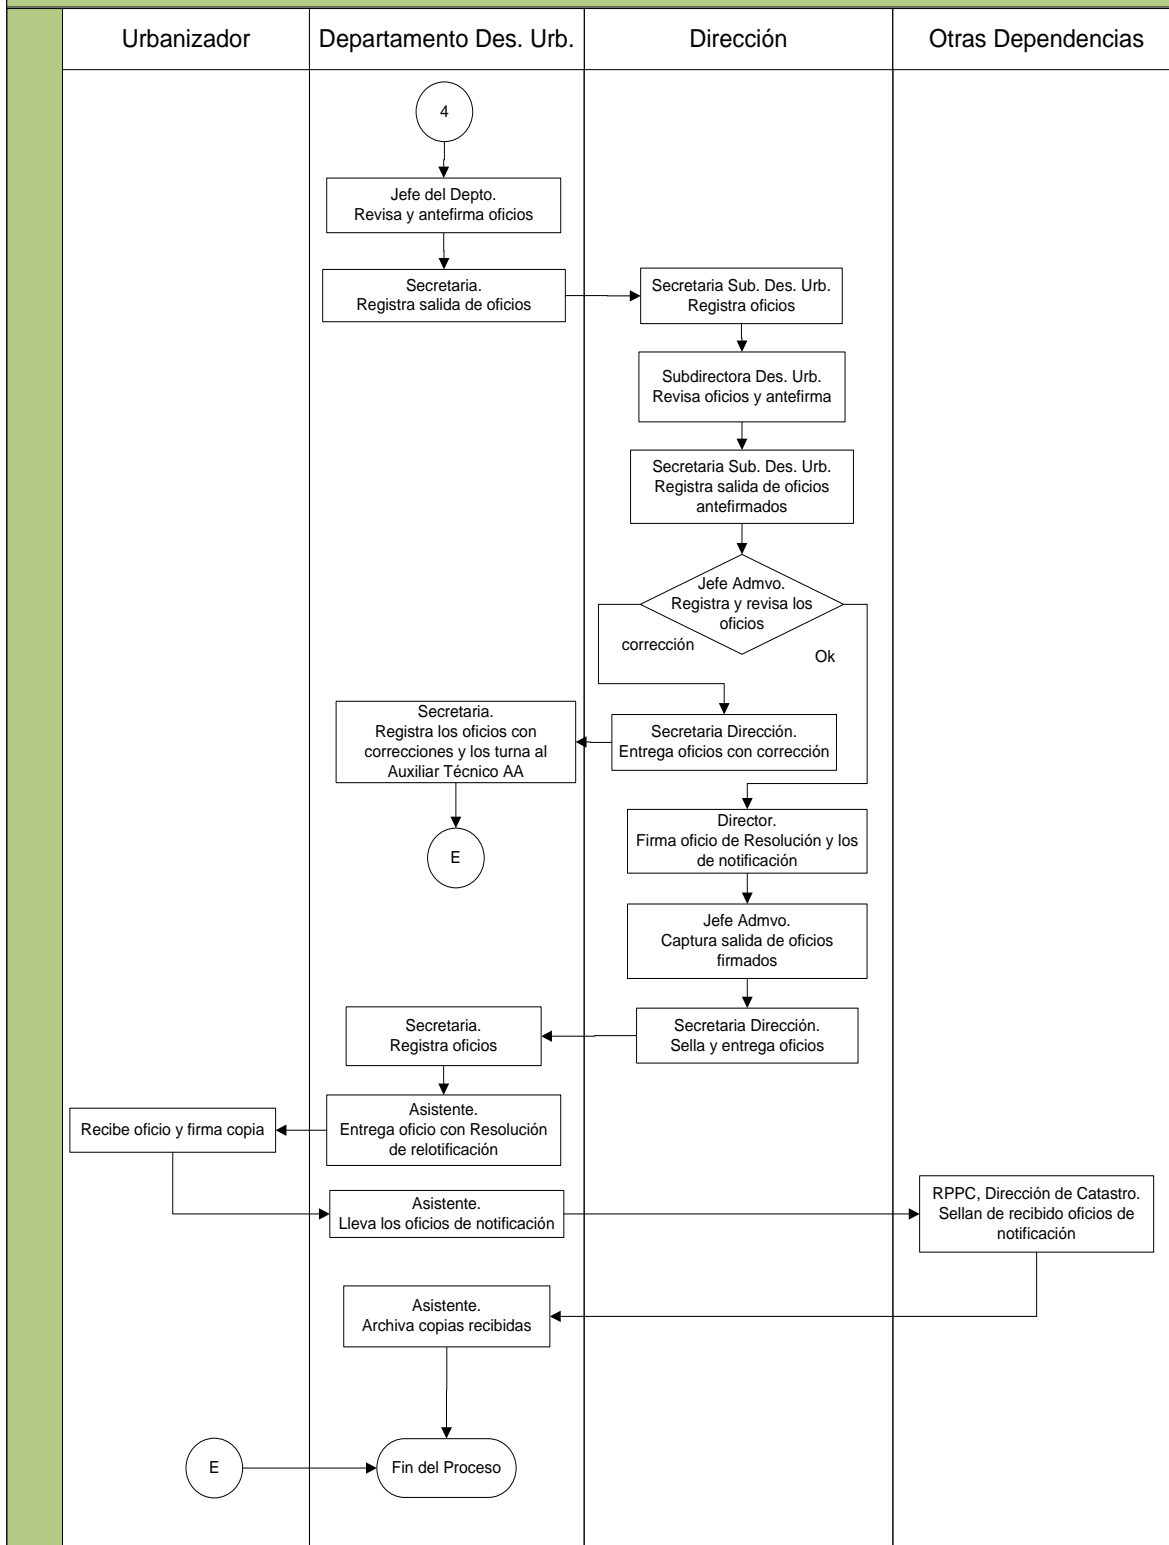 Urbanizador
Departamento Des. Urb.
Dirección
Otras Dependencias
4
Jefe del Depto.
Revisa y antefirma oficios
Secretaria.
Registra salida de oficios
Secretaria Sub. Des. Urb.
Registra oficios
Subdirectora Des. Urb.
Revisa oficios y antefirma
Secretaria Sub. Des. Urb.
Registra salida de oficios
antefirmados
Jefe Admvo.
Registra y revisa los
oficios
corrección
Ok
Secretaria Dirección.
Entrega oficios con corrección
Secretaria.
Registra los oficios con
correcciones y los turna al
Auxiliar Técnico AA
E
Director.
Firma oficio de Resolución y los
de notificación
Jefe Admvo.
Captura salida de oficios
firmados
Secretaria Dirección.
Sella y entrega oficios
Secretaria.
Registra oficios
Asistente.
Entrega oficio con Resolución
de relotificación
Recibe oficio y firma copia
Asistente.
Lleva los oficios de notificación
RPPC, Dirección de Catastro.
Sellan de recibido oficios de
notificación
Asistente.
Archiva copias recibidas
E
Fin del Proceso